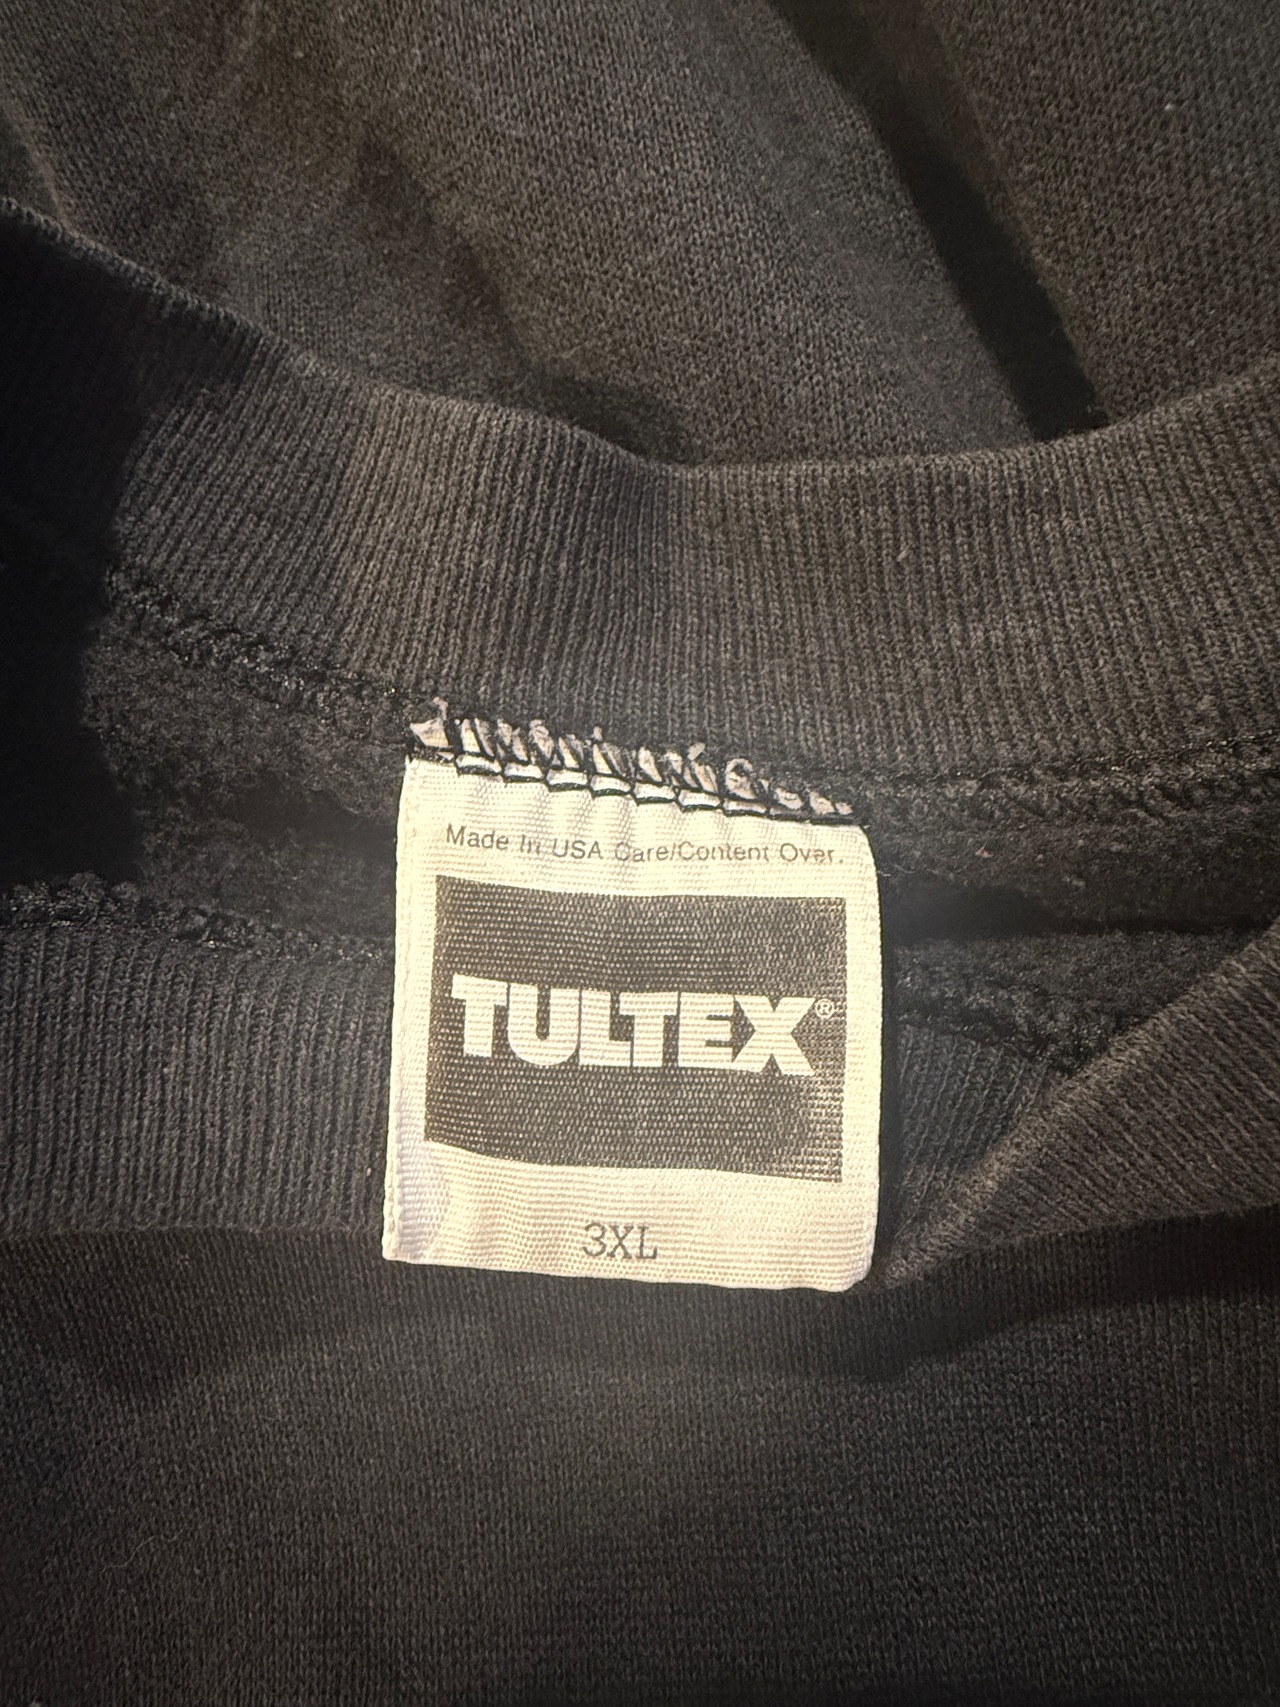 Made In USA Care/Content Over.
TULTEX®
3XL